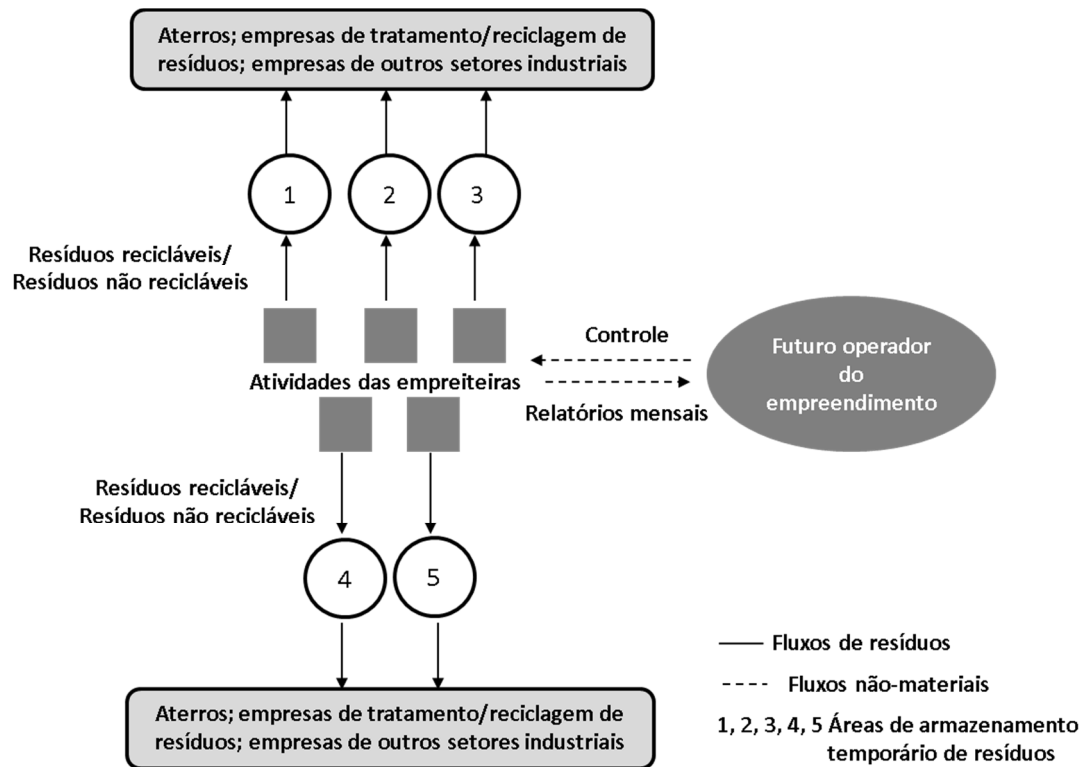 Aterros; empresas de tratamento/reciclagem de
resíduos; empresas de outros setores industriais
1
2
3
Resíduos recicláveis/
Resíduos não recicláveis
Controle
Futuro operador
do
empreendimento
Atividades das empreiteiras
Relatórios mensais
Resíduos recicláveis/
Resíduos não recicláveis
4
5
Fluxos de resíduos
Fluxos não-materiais
1, 2, 3, 4, 5 Áreas de armazenamento
temporário de resíduos
Aterros; empresas de tratamento/reciclagem de
resíduos; empresas de outros setores industriais